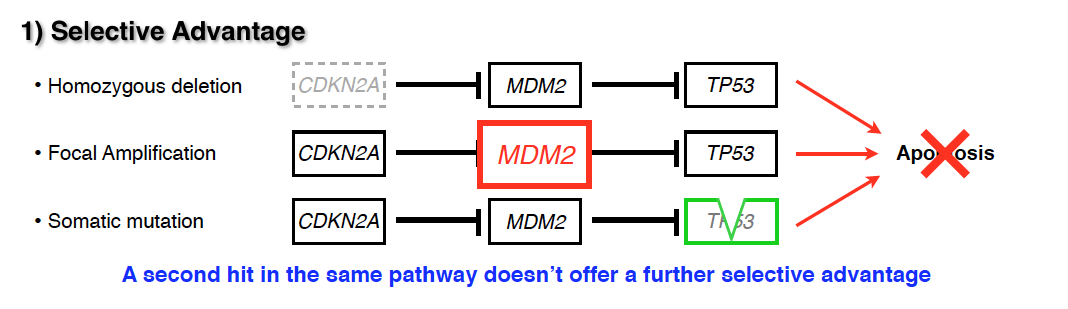 1) Selective Advantage
• Homozygous deletion CDKN2A MDM2 TP53
• Focal Amplification CDKN2A MDM2 TP53 Apoptosis
• Somatic mutation CDKN2A MDM2 TP53
A second hit in the same pathway doesn’t offer a further selective advantage